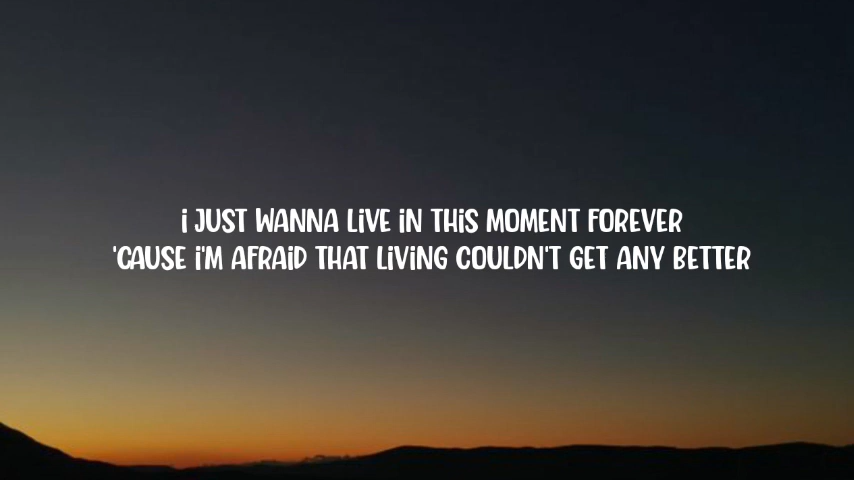 i JUST WANNA LiVE iN THiS MOMENT FOREVER
'CAUSE i'M AFRAiD THAT LiViNG COULDN'T GET ANY BETTER